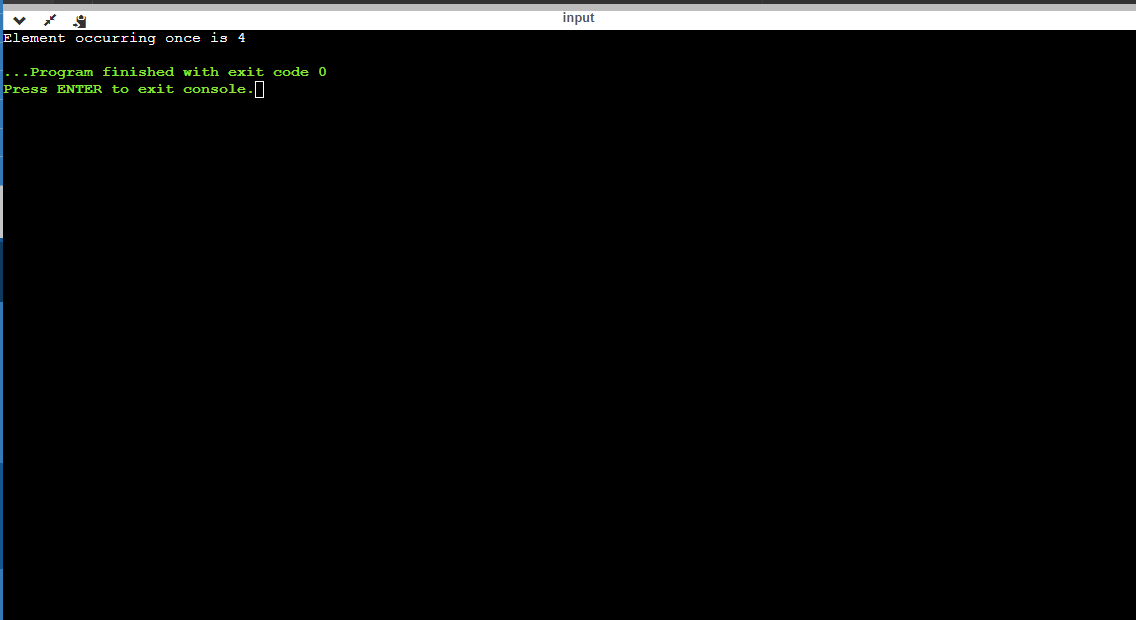 input
Element occurring once is 4
...Program finished with exit code 0
Press ENTER to exit console.